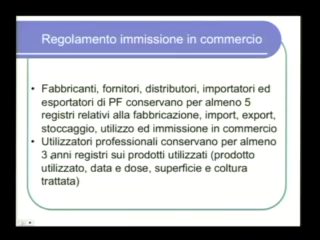 Regolamento immissione in commercio
• Fabbricanti, fornitori, distributori, importatori ed
esportatori di PF conservano per almeno 5
registri relativi alla fabbricazione, import, export,
stoccaggio, utilizzo ed immissione in commercio
• Utilizzatori professionali conservano per almeno
3 anni registri sui prodotti utilizzati (prodotto
utilizzato, data e dose, superficie e coltura
trattata)